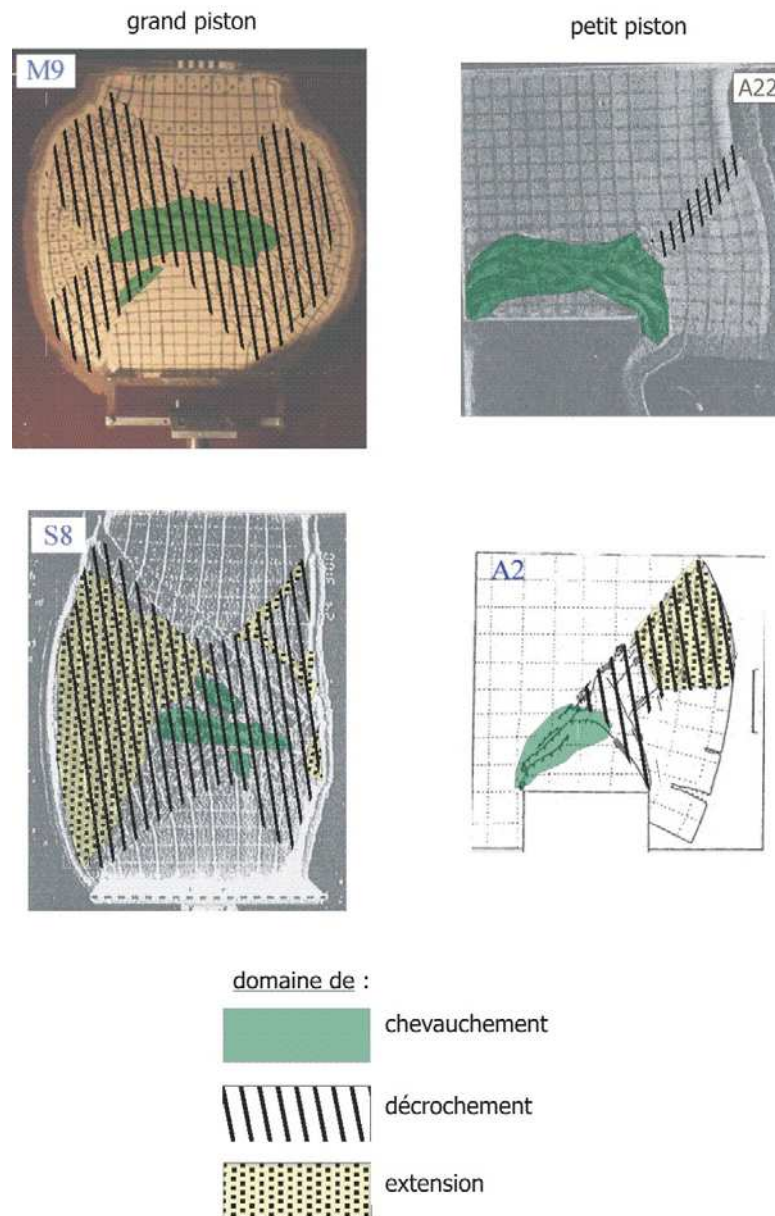 grand piston
petit piston
M9
A22
S8
A2
domaine de :
chevauchement
décrochement
extension